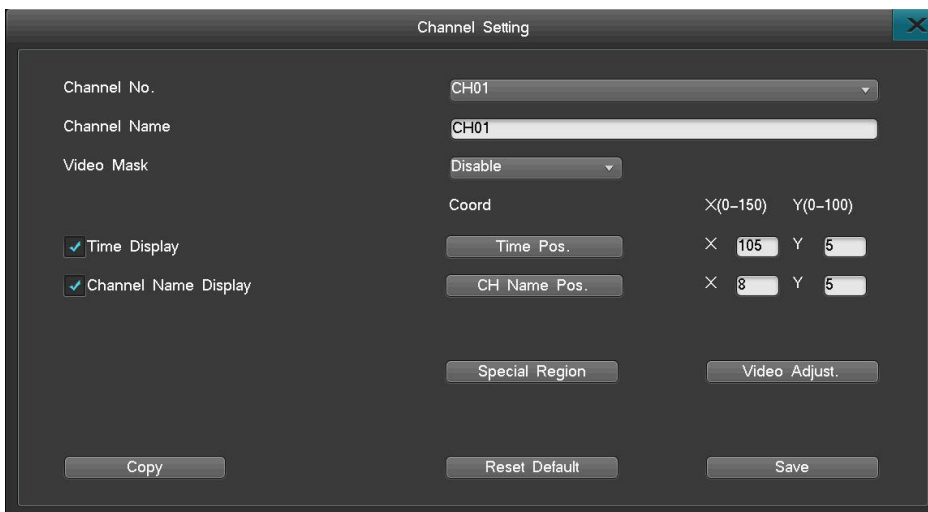 Channel Setting
Channel No. CH01
Channel Name CH01
Video Mask Disable
Coord X(0-150) Y(0-100)
Time Display Time Pos. X 105 Y 5
Channel Name Display CH Name Pos. X 8 Y 5
Special Region Video Adjust.
Copy Reset Default Save